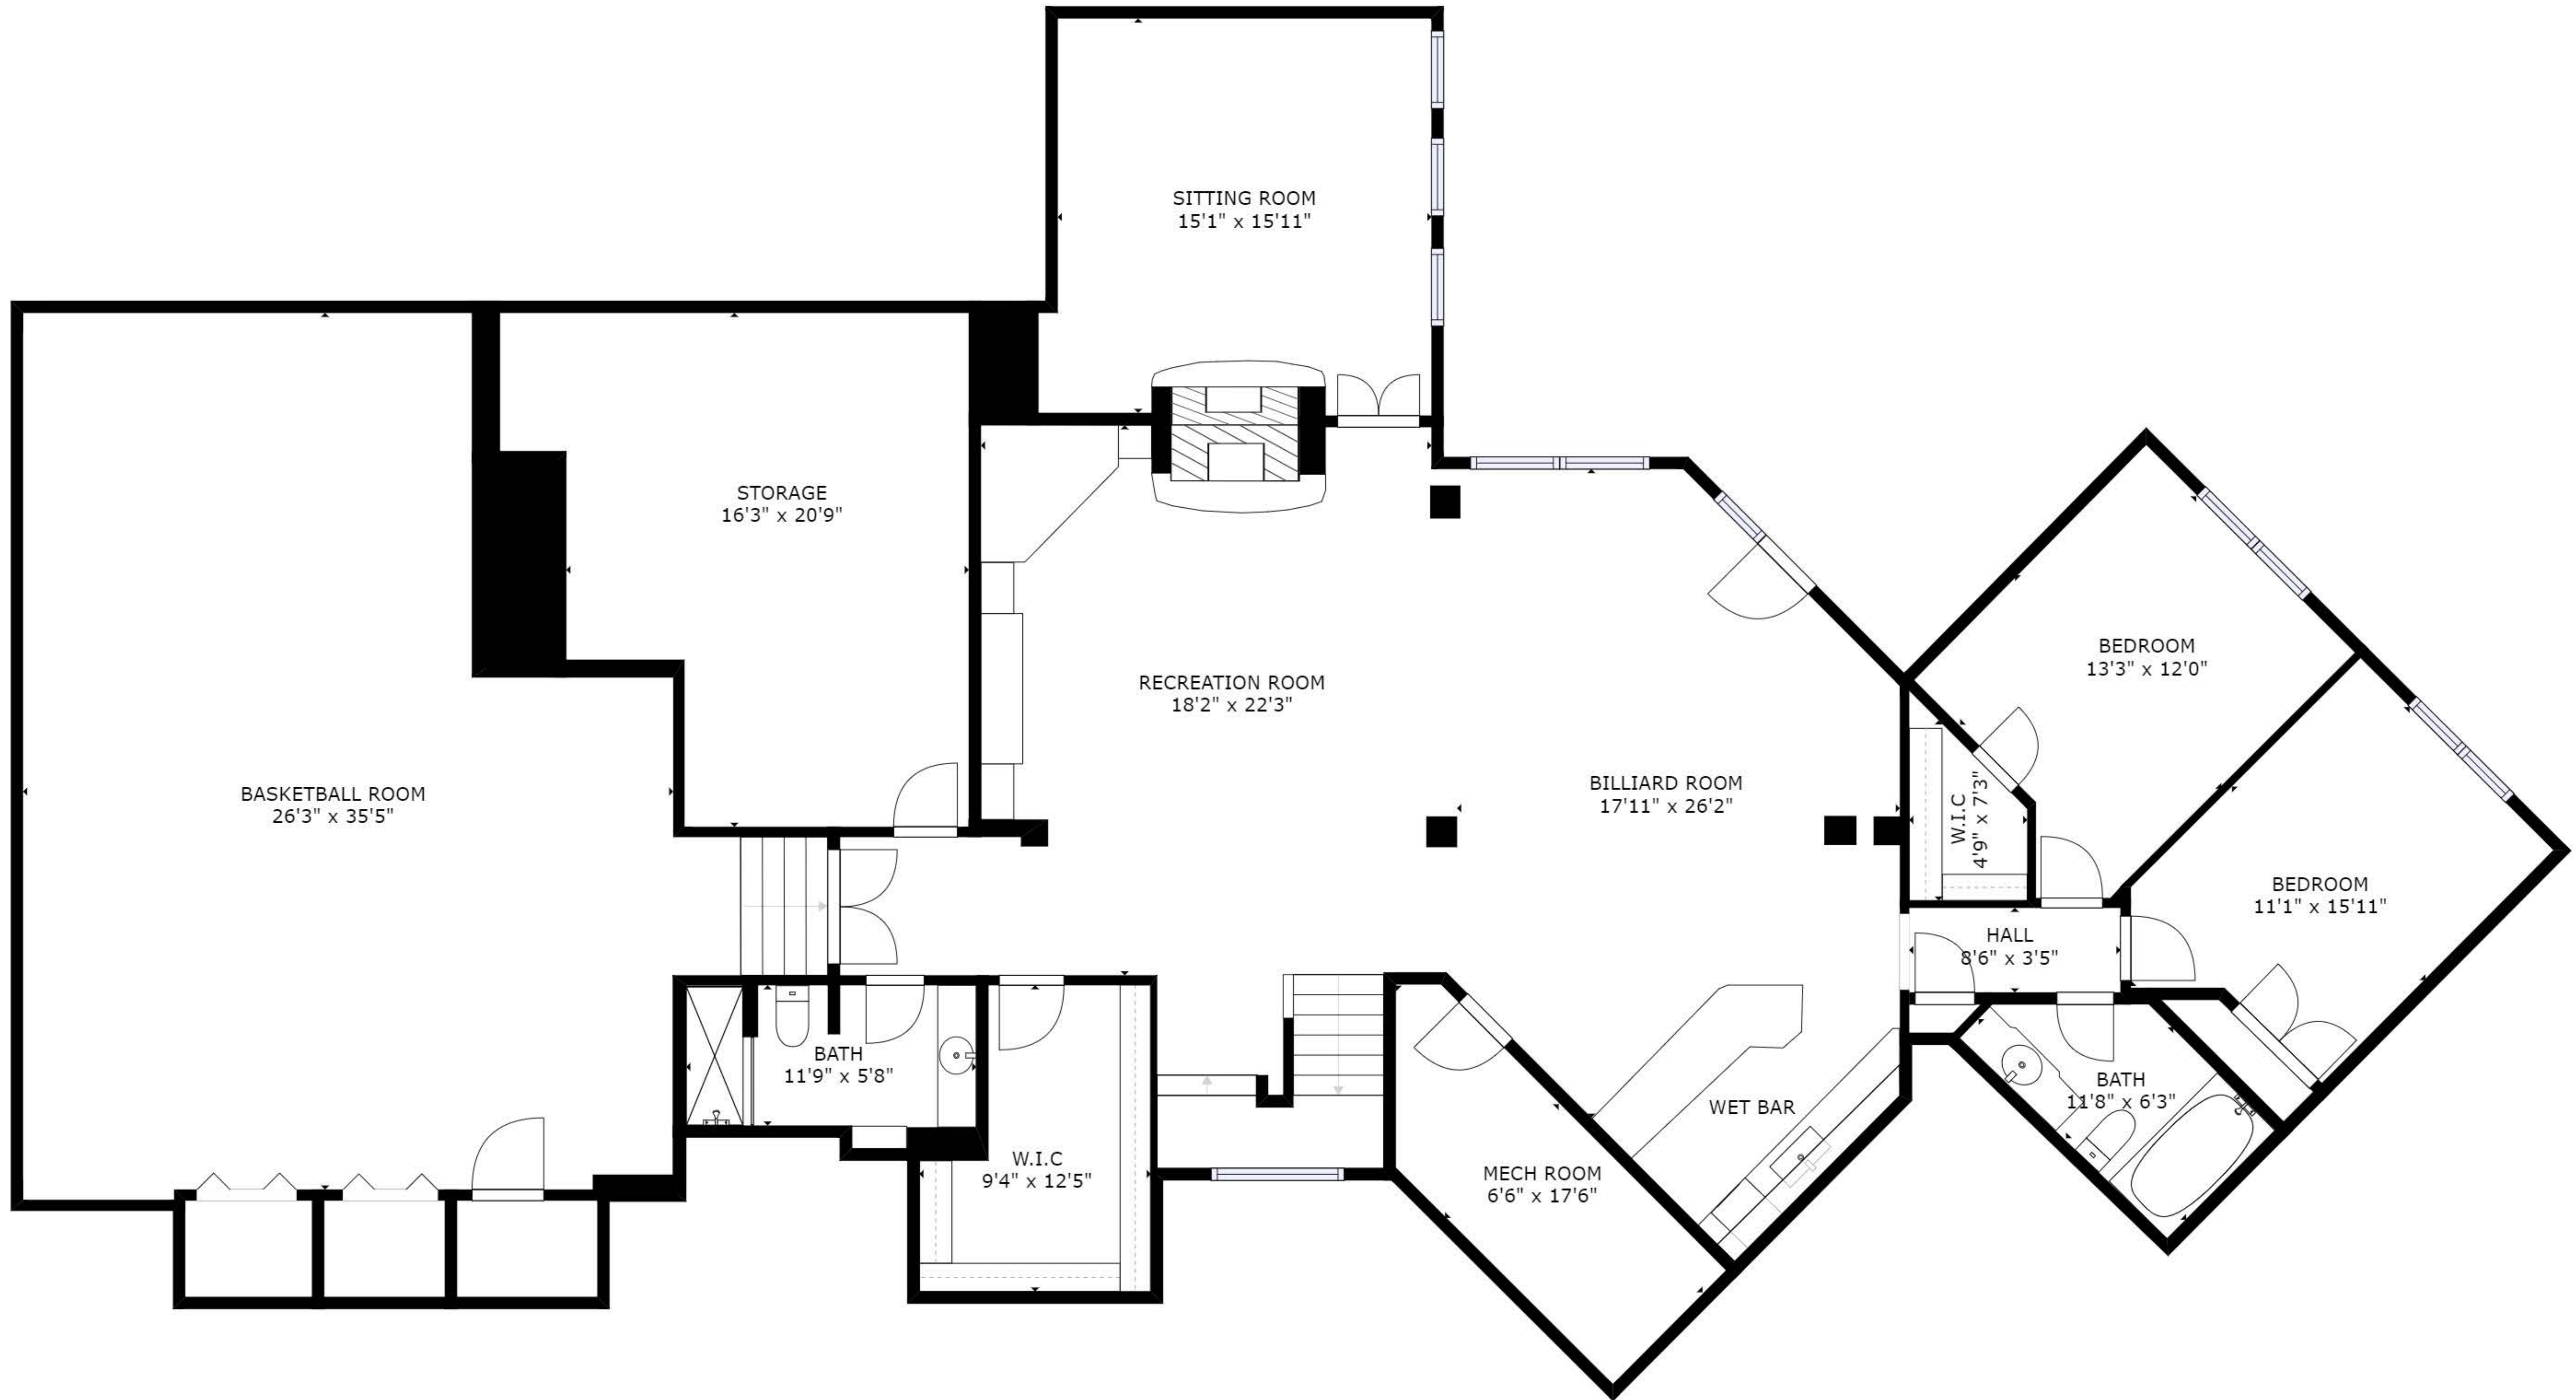 SITTING ROOM
15'1" x 15'11"
STORAGE
16'3" x 20'9"
BEDROOM
13'3" x 12'0"
RECREATION ROOM
18'2" x 22'3"
BASKETBALL ROOM
26'3" x 35'5"
BILLIARD ROOM
17'11" x 26'2"
W.I.C
4'9" x 7'3"
BEDROOM
11'1" x 15'11"
HALL
8'6" x 3'5"
BATH
11'9" x 5'8"
BATH
11'8" x 6'3"
WET BAR
W.I.C
9'4" x 12'5"
MECH ROOM
6'6" x 17'6"